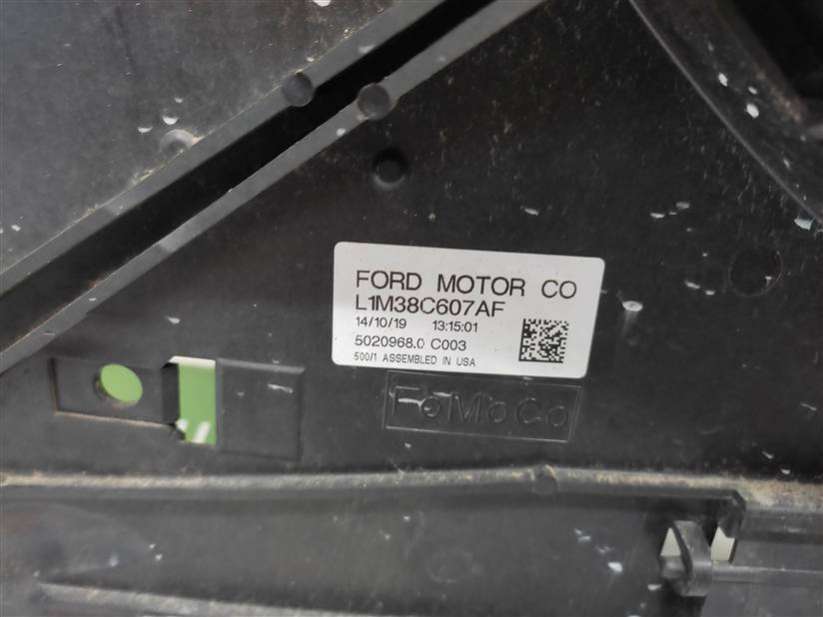 FORD MOTOR CO
L1M38C607AF
14/10/19 13:15:01
5020968.0 C003
500/1 ASSEMBLED IN USA
FoMoCo